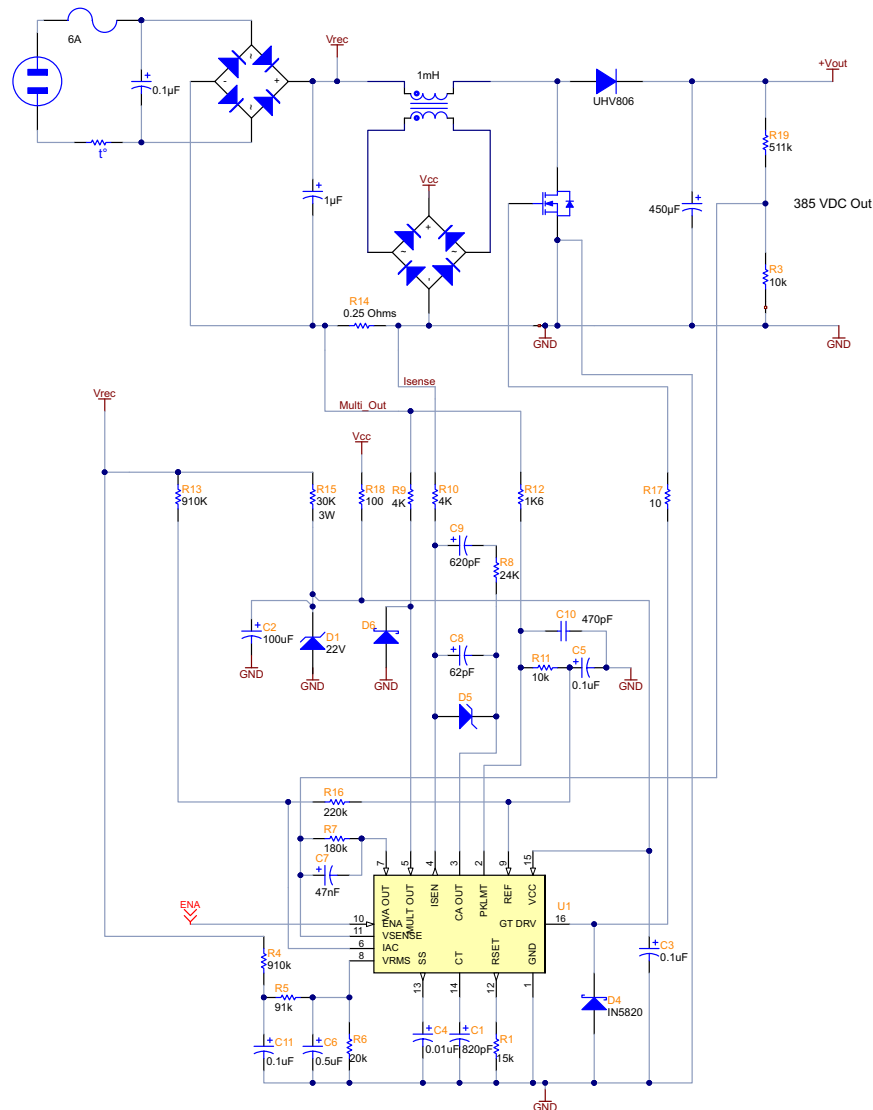 6A
0.1µF
t°
~
-
+
~
Vrec
1mH
UHV806
+Vout
R19
511k
385 VDC Out
450µF
R3
10k
1µF
Vcc
+
~
~
-
R14
0.25 Ohms
GND
GND
Isense
Multi_Out
Vrec
Vcc
R13
910K
R15
30K
3W
R18
100
R9
4K
R10
4K
R12
1K6
R17
10
C9
620pF
R8
24K
C2
100uF
GND
D1
22V
GND
D6
GND
C8
62pF
C10
470pF
R11
10k
C5
0.1uF
GND
D5
R16
220k
R7
180k
C7
47nF
7
5
4
3
2
9
15
VA OUT
MULT OUT
ISEN
CA OUT
PKLMT
REF
VCC
U1
ENA
10
ENA
11
VSENSE
6
IAC
8
VRMS
GT DRV
16
SS
CT
RSET
GND
13
14
12
1
R4
910k
R5
91k
C11
0.1uF
C6
0.5uF
R6
20k
C4
0.01uF
C1
820pF
R1
15k
D4
IN5820
C3
0.1uF
GND